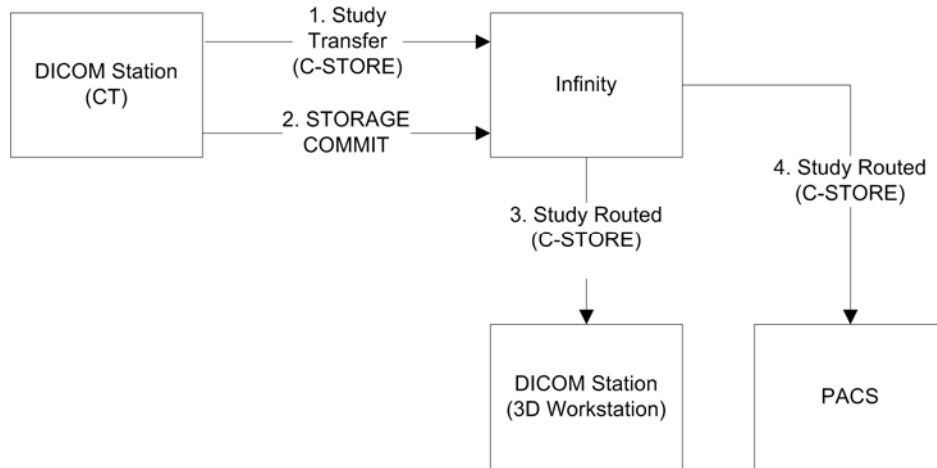 DICOM Station
(CT)
1. Study
Transfer
(C-STORE)
2. STORAGE
COMMIT
Infinity
3. Study Routed
(C-STORE)
4. Study Routed
(C-STORE)
DICOM Station
(3D Workstation)
PACS